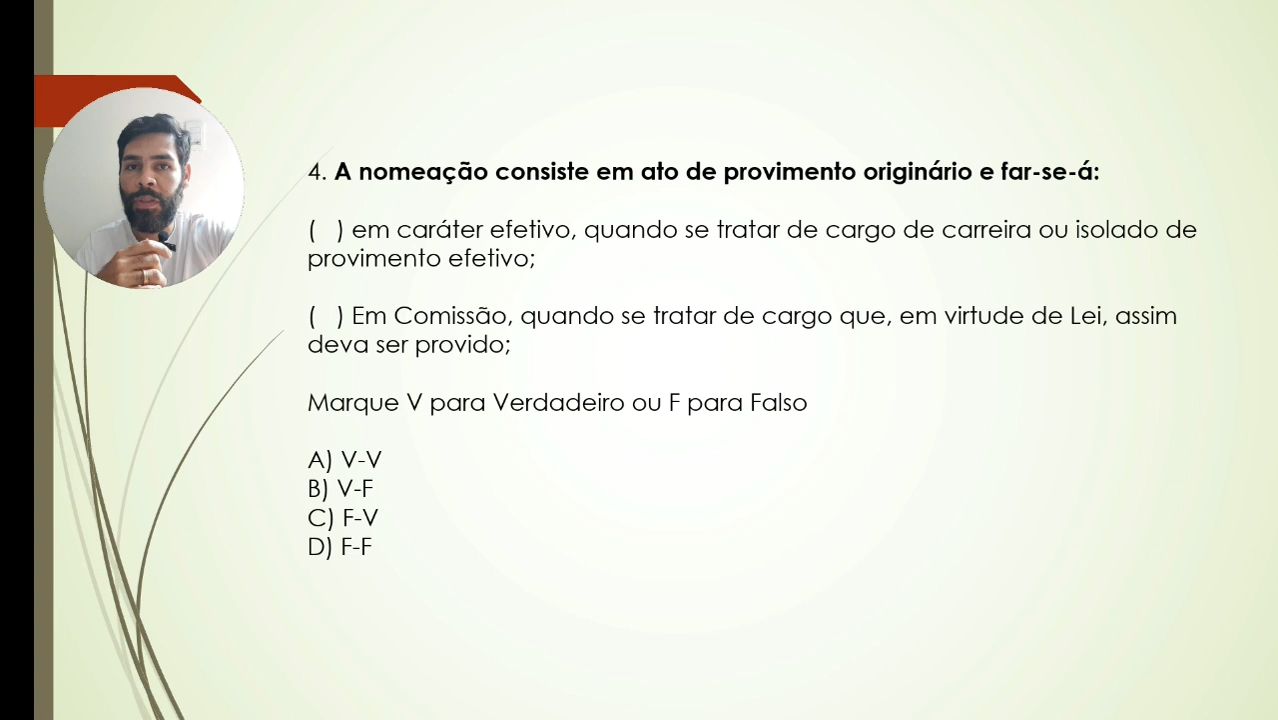 4. A nomeação consiste em ato de provimento originário e far-se-á:
( ) em caráter efetivo, quando se tratar de cargo de carreira ou isolado de
provimento efetivo;
( ) Em Comissão, quando se tratar de cargo que, em virtude de Lei, assim
deva ser provido;
Marque V para Verdadeiro ou F para Falso
A) V-V
B) V-F
C) F-V
D) F-F